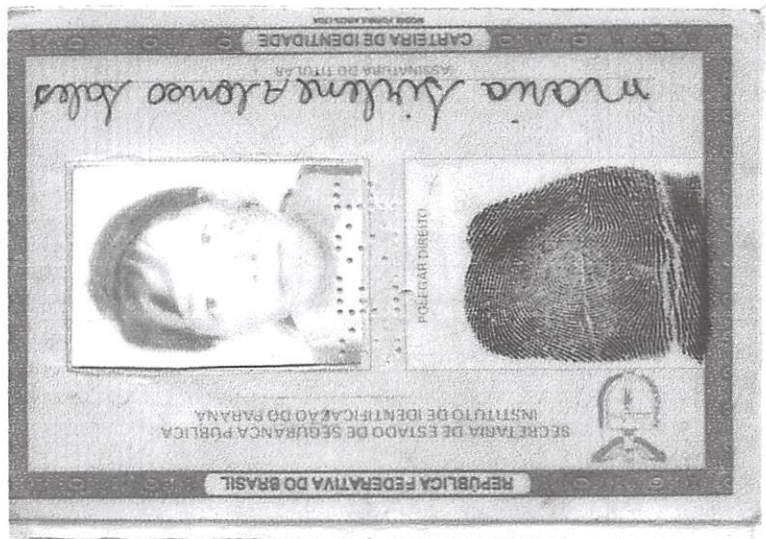 REPÚBLICA FEDERATIVA DO BRASIL
SECRETARIA DE ESTADO DE SEGURANÇA PÚBLICA
INSTITUTO DE IDENTIFICAÇÃO DO PARANÁ
POLEGAR DIREITO
Maria Sirlene Alonso Sales
ASSINATURA DO TITULAR
CARTEIRA DE IDENTIDADE